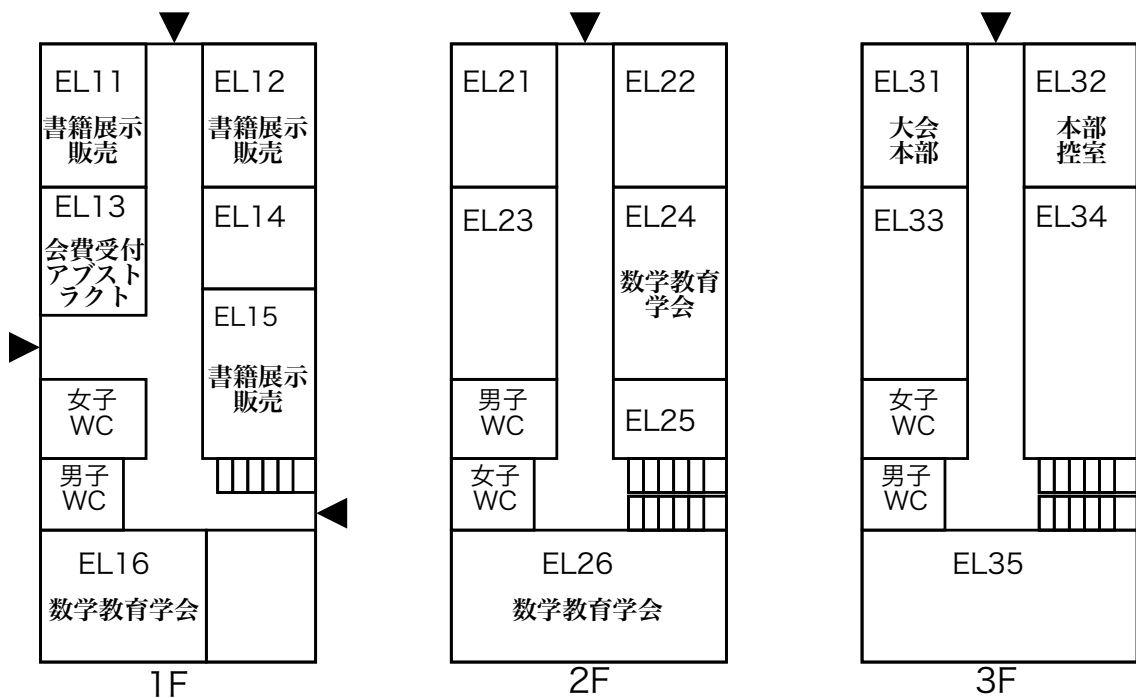 EL11
書籍展示
販売
EL12
書籍展示
販売
EL13
会費受付
アブスト
ラクト
EL14
EL15
書籍展示
販売
女子
WC
男子
WC
EL16
数学教育学会
1F
EL21
EL22
EL23
EL24
数学教育
学会
男子
WC
EL25
女子
WC
EL26
数学教育学会
2F
EL31
大会
本部
EL32
本部
控室
EL33
EL34
女子
WC
男子
WC
EL35
3F